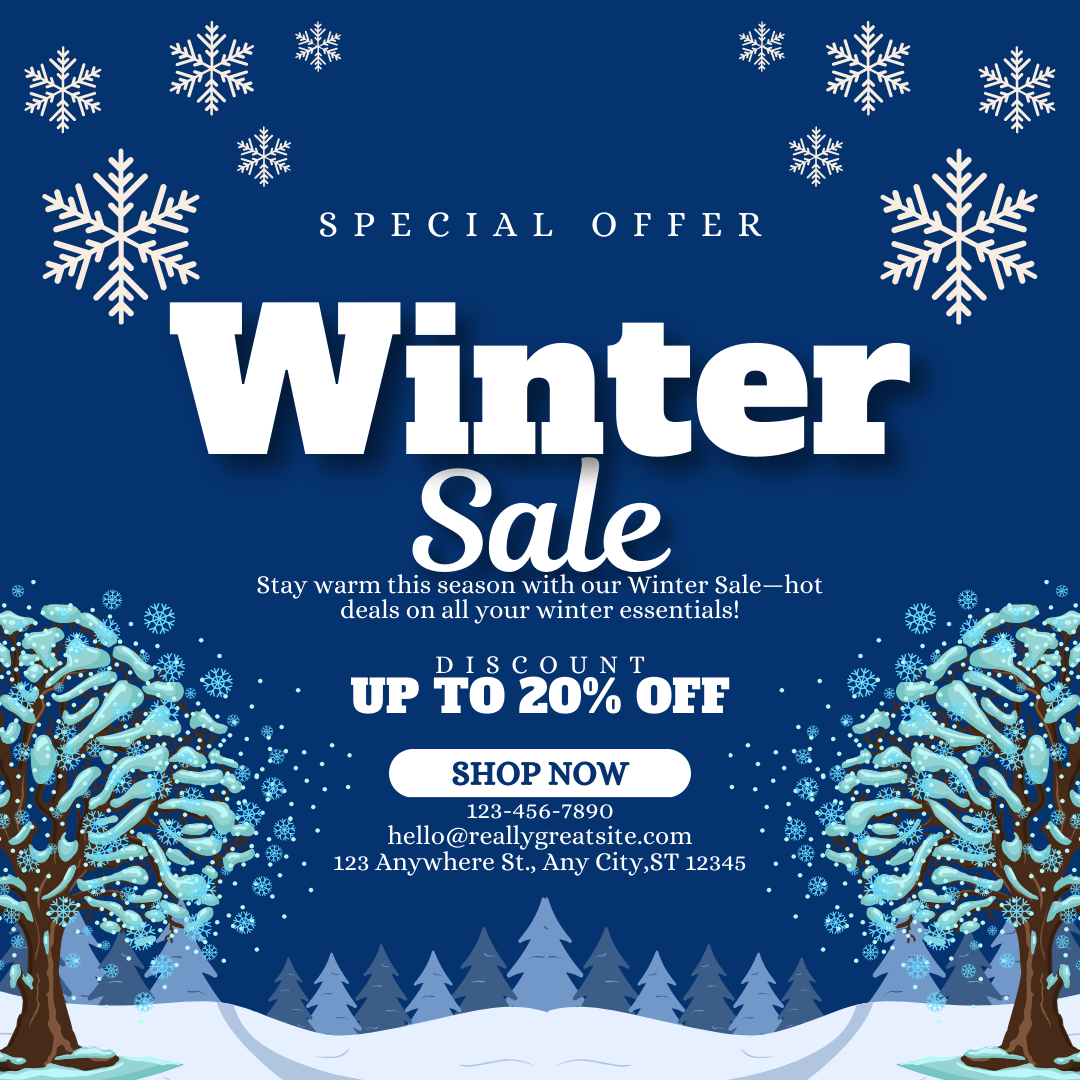 SPECIAL OFFER
Winter
Sale
Stay warm this season with our Winter Sale—hot
deals on all your winter essentials!
DISCOUNT
UP TO 20% OFF
SHOP NOW
123-456-7890
hello@reallygreatsite.com
123 Anywhere St., Any City,ST 12345